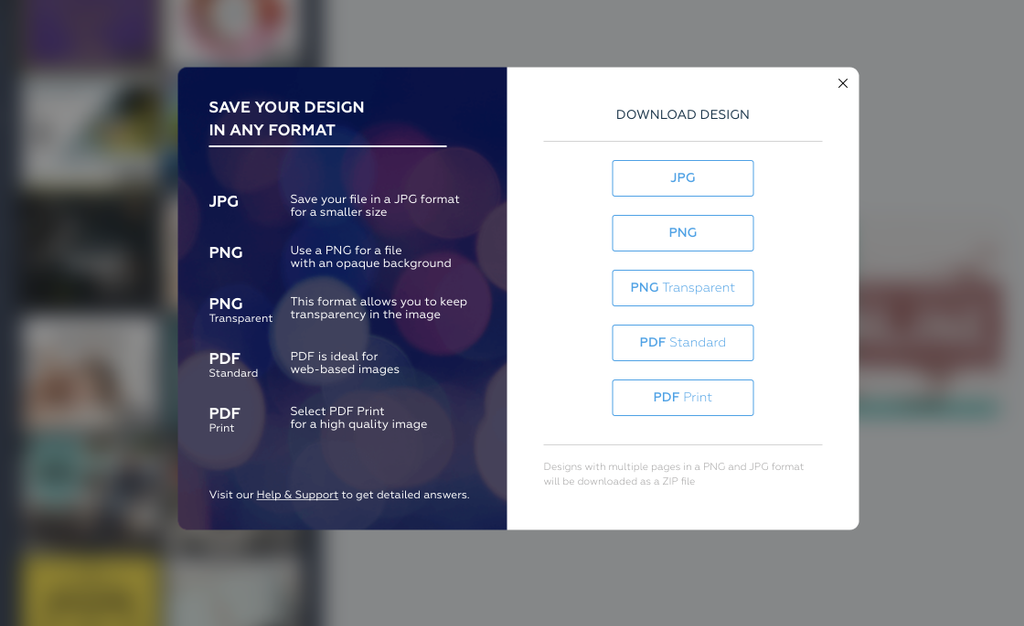 SAVE YOUR DESIGN
IN ANY FORMAT
JPG
Save your file in a JPG format
for a smaller size
PNG
Use a PNG for a file
with an opaque background
PNG
Transparent
This format allows you to keep
transparency in the image
PDF
Standard
PDF is ideal for
web-based images
PDF
Print
Select PDF Print
for a high quality image
Visit our Help & Support to get detailed answers.
DOWNLOAD DESIGN
JPG
PNG
PNG Transparent
PDF Standard
PDF Print
Designs with multiple pages in a PNG and JPG format
will be downloaded as a ZIP file